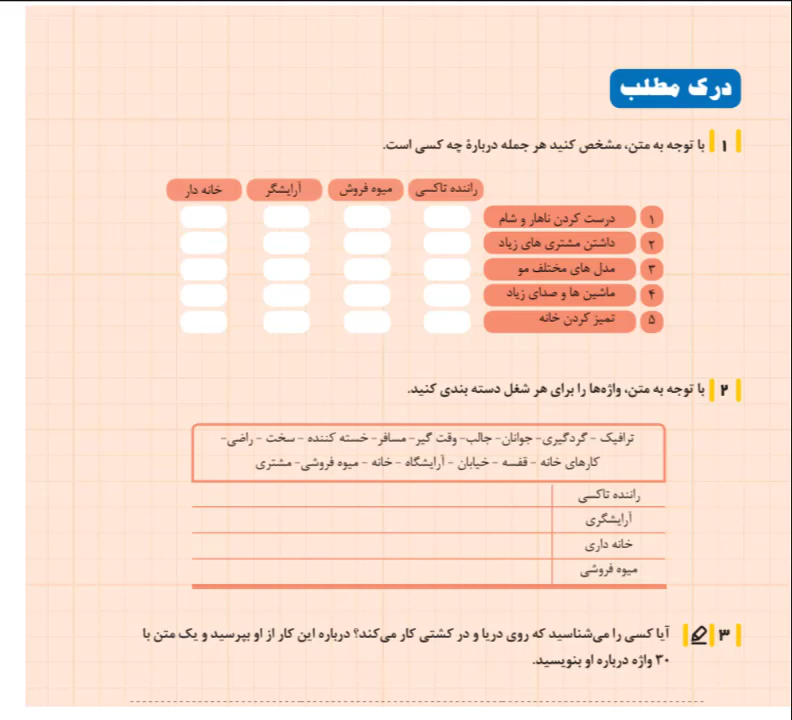 درک مطلب
۱ با توجه به متن، مشخص کنید هر جمله دربارهٔ چه کسی است.
راننده تاکسی میوه فروش آرایشگر خانه دار
۱ درست کردن ناهار و شام
۲ داشتن مشتری های زیاد
۳ مدل های مختلف مو
۴ ماشین ها و صدای زیاد
۵ تمیز کردن خانه
۲ با توجه به متن، واژه‌ها را برای هر شغل دسته بندی کنید.
ترافیک - گردگیری- جوانان- جالب- وقت گیر- مسافر- خسته کننده - سخت - راضی-
کارهای خانه - قفسه - خیابان - آرایشگاه - خانه - میوه فروشی- مشتری
راننده تاکسی
آرایشگری
خانه داری
میوه فروشی
۳ آیا کسی را می‌شناسید که روی دریا و در کشتی کار می‌کند؟ درباره این کار از او بپرسید و یک متن با
۳۰ واژه درباره او بنویسید.